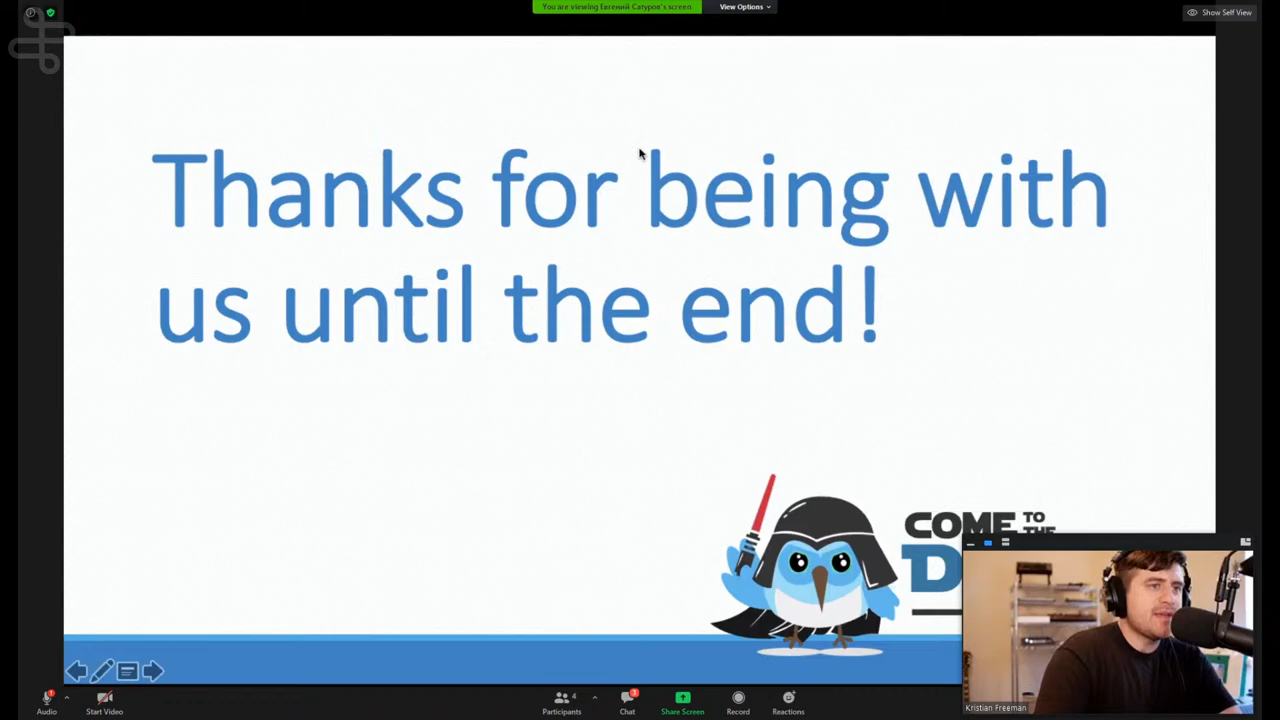 You are viewing Евгений Сатуров's screen
View Options
Show Self View
Thanks for being with
us until the end!
COME TO
THE
D
Kristian Freeman
Audio
Start Video
Participants
4
Chat
3
Share Screen
Record
Reactions